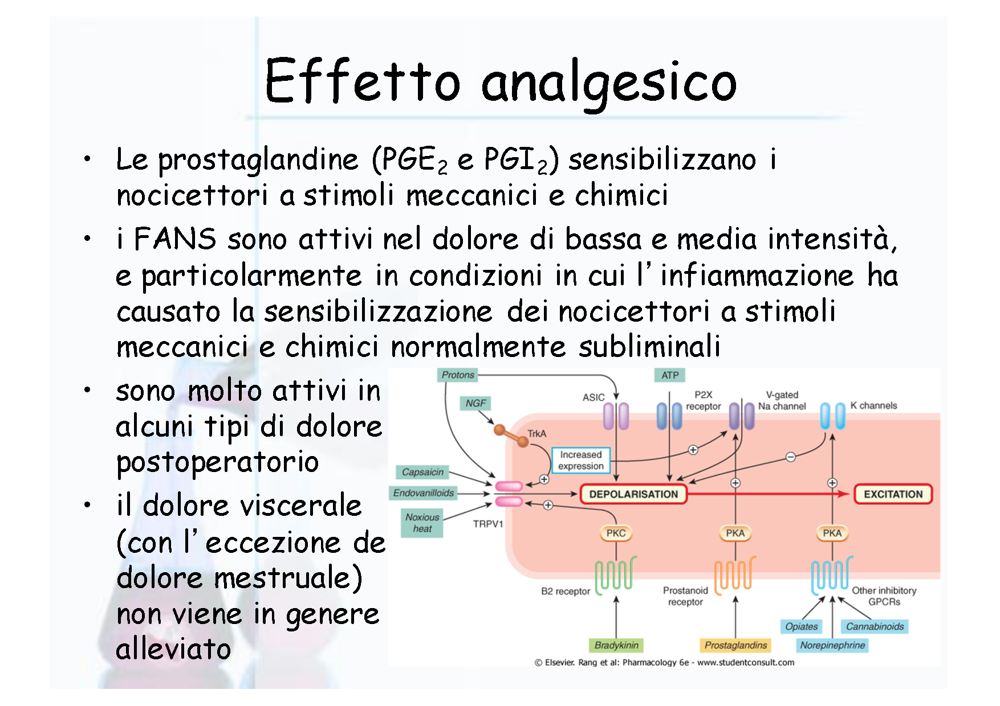 Effetto analgesico
• Le prostaglandine (PGE2 e PGI2) sensibilizzano i
nocicettori a stimoli meccanici e chimici
• i FANS sono attivi nel dolore di bassa e media intensità,
e particolarmente in condizioni in cui l’infiammazione ha
causato la sensibilizzazione dei nocicettori a stimoli
meccanici e chimici normalmente subliminali
• sono molto attivi in
alcuni tipi di dolore
postoperatorio
• il dolore viscerale
(con l’eccezione de
dolore mestruale)
non viene in genere
alleviato
Protons
ATP
NGF
ASIC
P2X
receptor
V-gated
Na channel
K channels
TrkA
Increased
expression
+
−
Capsaicin
+
+
+
Endovanilloids
DEPOLARISATION
EXCITATION
+
Noxious
heat
TRPV1
PKC
PKA
PKA
B2 receptor
Prostanoid
receptor
Other inhibitory
GPCRs
Opiates
Cannabinoids
Bradykinin
Prostaglandins
Norepinephrine
© Elsevier. Rang et al: Pharmacology 6e - www.studentconsult.com